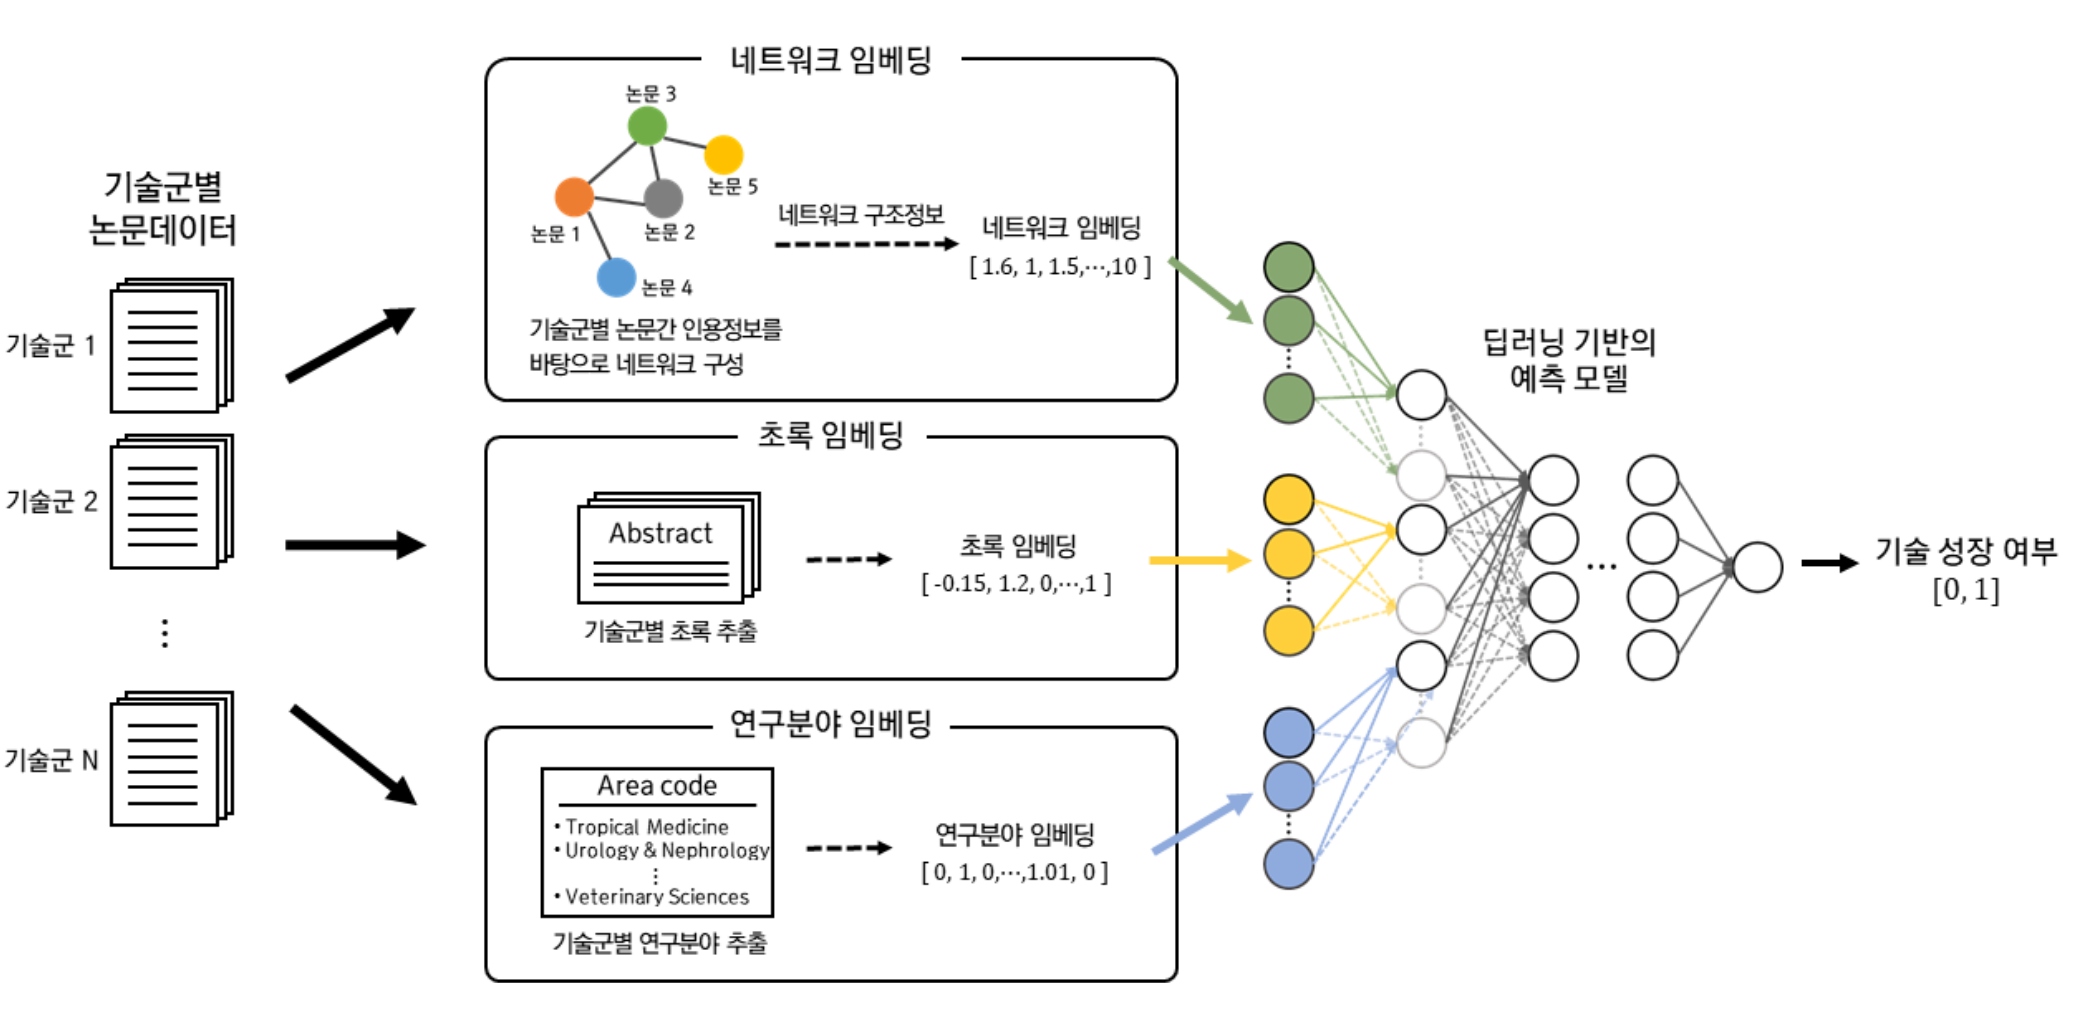 기술군별
논문데이터
기술군 1
기술군 2
⋮
기술군 N
네트워크 임베딩
논문 3
논문 5
논문 1
논문 2
논문 4
기술군별 논문간 인용정보를
바탕으로 네트워크 구성
네트워크 구조정보
네트워크 임베딩
[ 1.6, 1, 1.5,⋯,10 ]
초록 임베딩
Abstract
기술군별 초록 추출
초록 임베딩
[ -0.15, 1.2, 0,⋯,1 ]
연구분야 임베딩
Area code
• Tropical Medicine
• Urology & Nephrology
⋮
• Veterinary Sciences
기술군별 연구분야 추출
연구분야 임베딩
[ 0, 1, 0,⋯,1.01, 0 ]
딥러닝 기반의
예측 모델
⋯
기술 성장 여부
[0, 1]